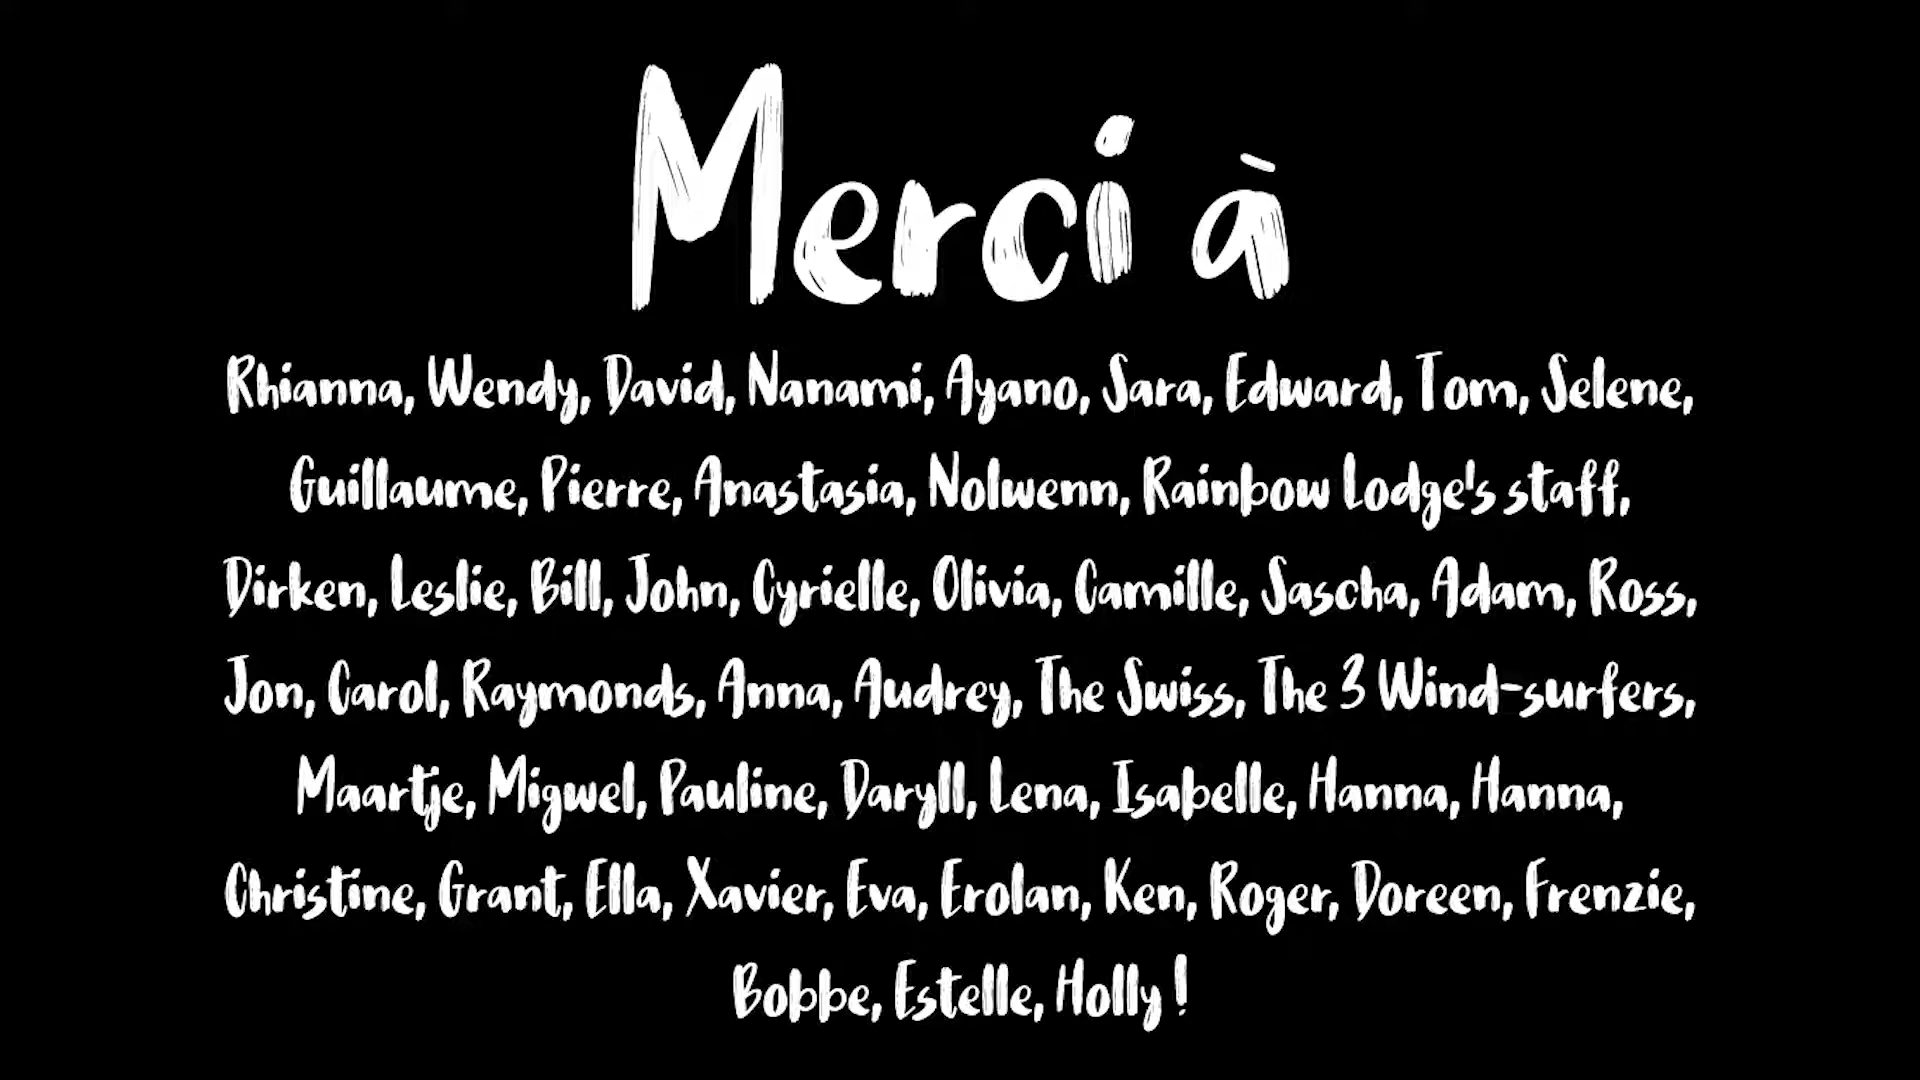 Merci à
Rhianna, Wendy, David, Nanami, Ayano, Sara, Edward, Tom, Selene,
Guillaume, Pierre, Anastasia, Nolwenn, Rainbow Lodge's staff,
Dirken, Leslie, Bill, John, Cyrielle, Olivia, Camille, Sascha, Adam, Ross,
Jon, Carol, Raymonds, Anna, Audrey, The Swiss, The 3 Wind-surfers,
Maartje, Migwel, Pauline, Daryll, Lena, Isabelle, Hanna, Hanna,
Christine, Grant, Ella, Xavier, Eva, Erolan, Ken, Roger, Doreen, Frenzie,
Bobbe, Estelle, Holly !